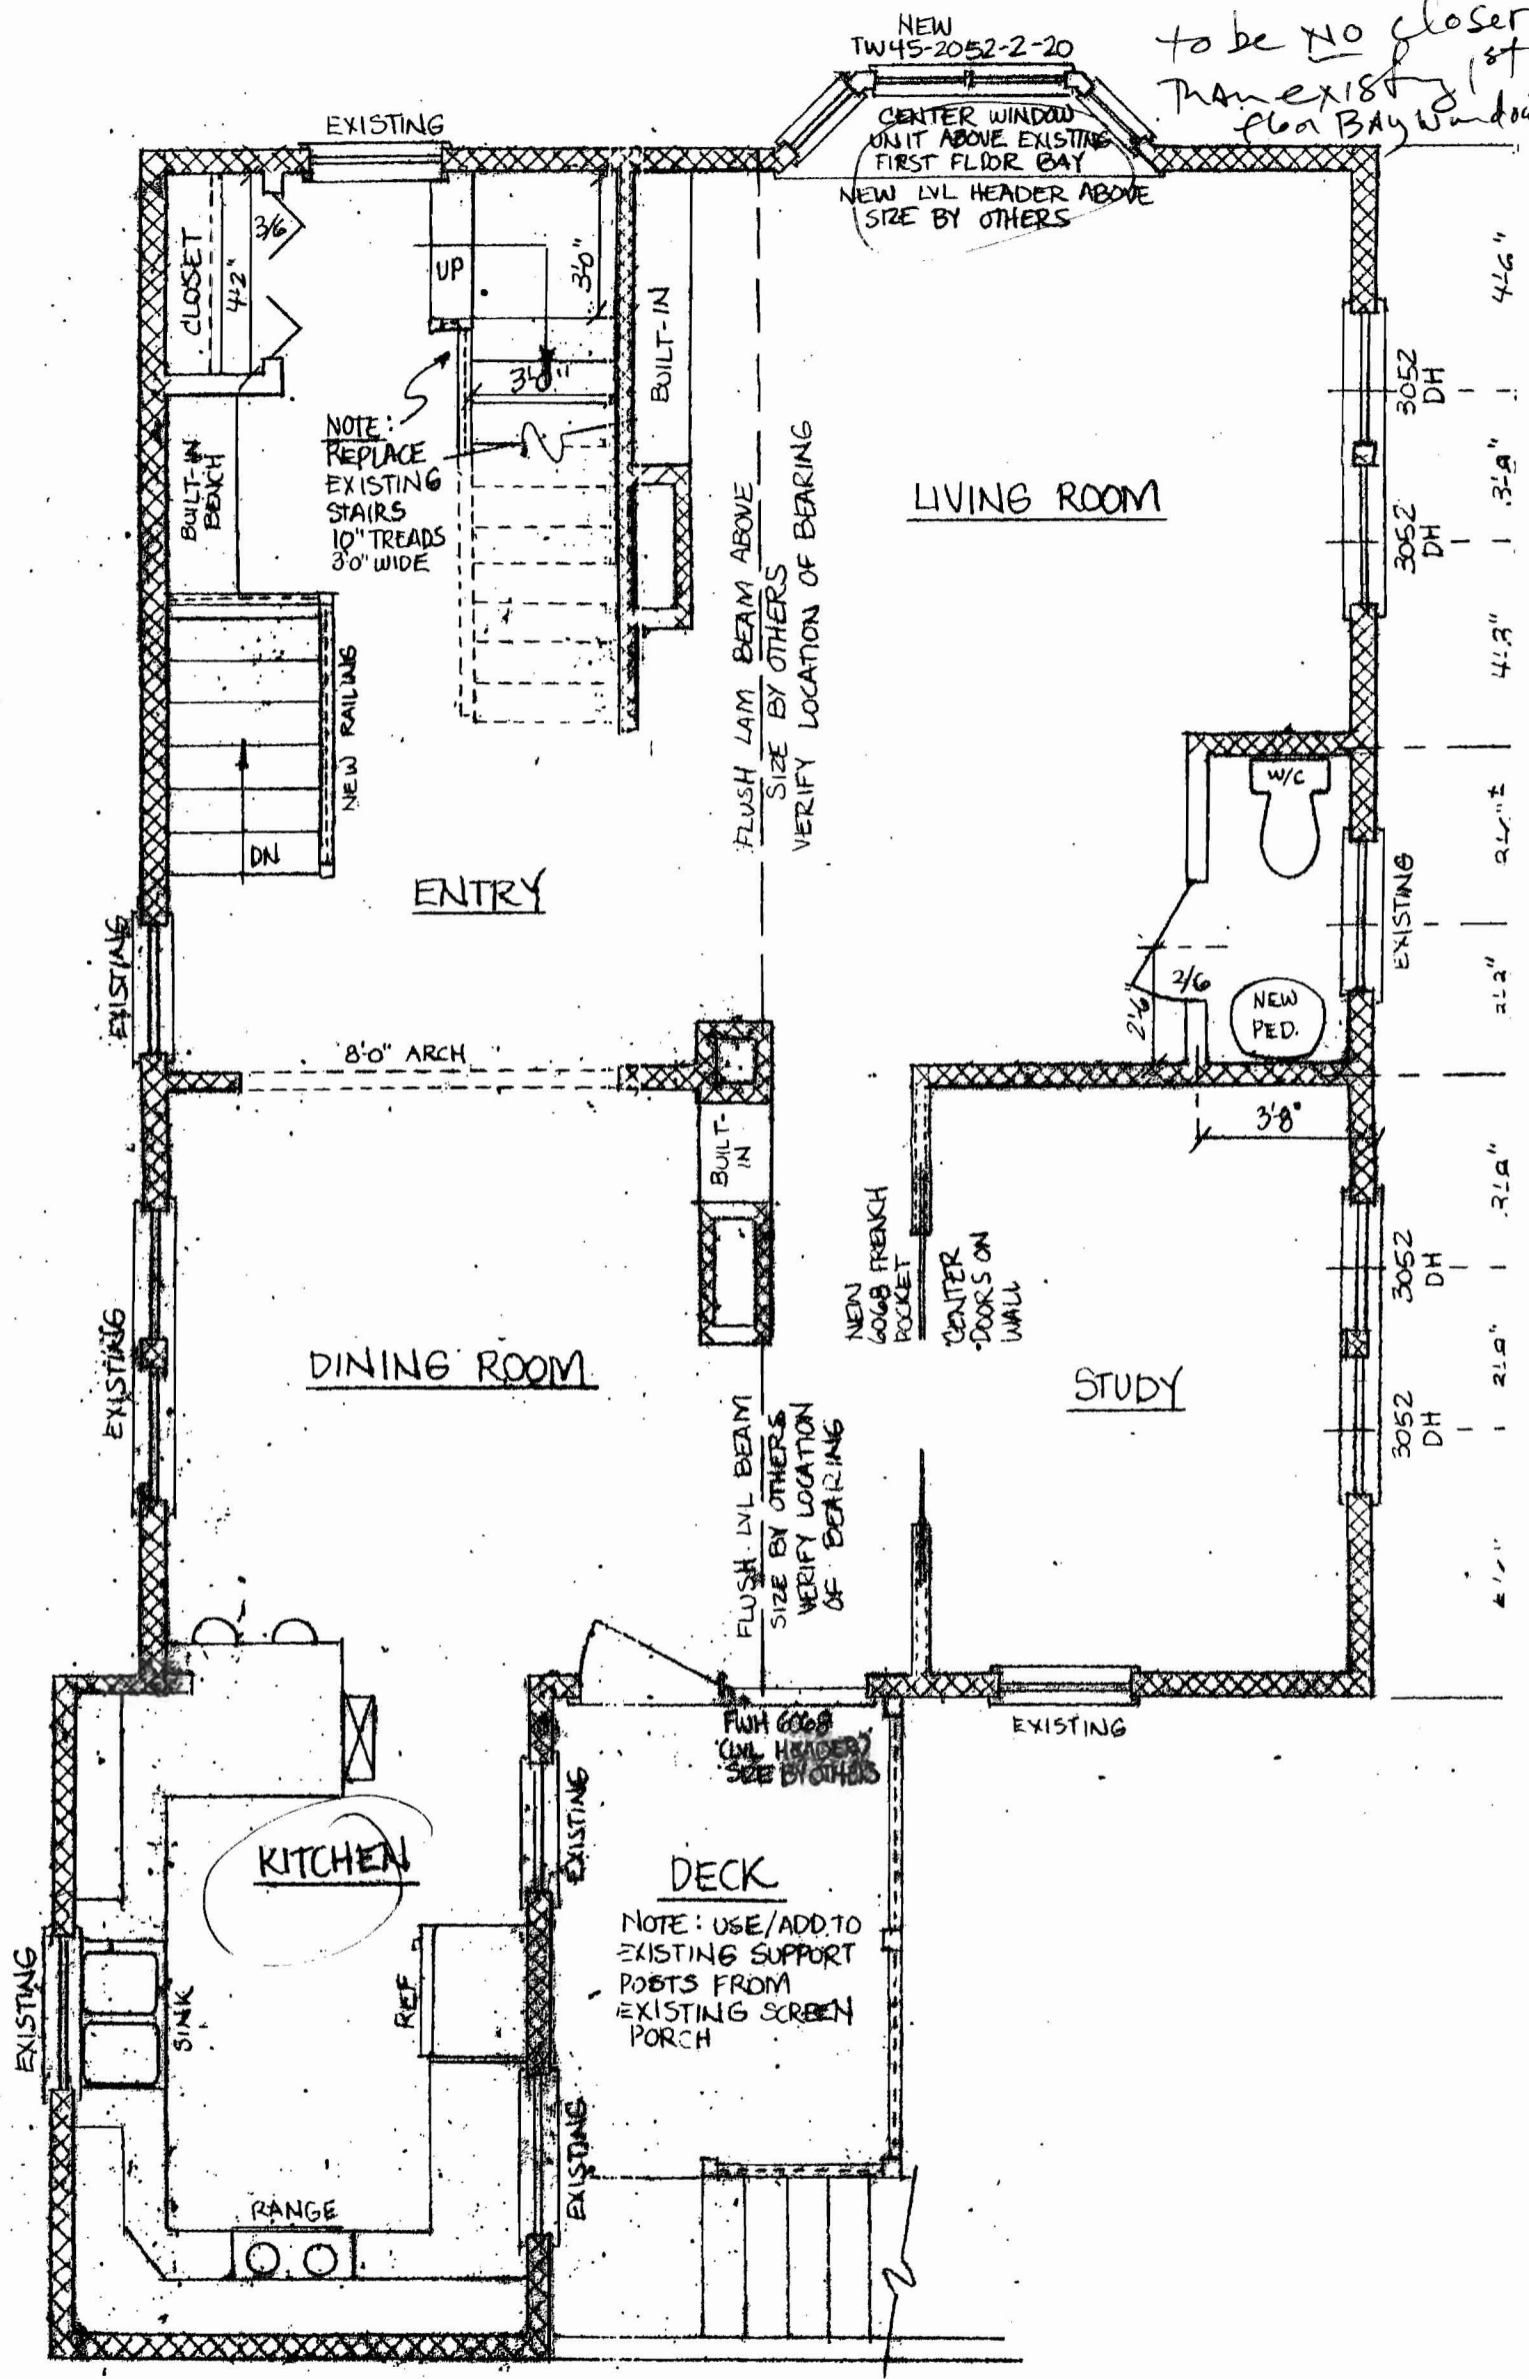 NEW
TW45-2052-2-20
to be NO closer
Than existing 1st
floor BAY Window
CENTER WINDOW
UNIT ABOVE EXISTING
FIRST FLOOR BAY
NEW LVL HEADER ABOVE
SIZE BY OTHERS
EXISTING
CLOSET
4'-2"
3/6
UP
3'-0"
3'-0"
BUILT-IN
4'-6"
3052
DH
BUILT-IN
BENCH
NOTE:
REPLACE
EXISTING
STAIRS
10" TREADS
3'0" WIDE
LIVING ROOM
3052
DH
FLUSH LAM BEAM ABOVE
SIZE BY OTHERS
VERIFY LOCATION OF BEARING
NEW RAILING
DN
W/C
ENTRY
EXISTING
EXISTING
2/6
2'-6"
NEW
PED.
8'0" ARCH
3'8"
BUILT-
IN
NEW
6068 FRENCH
POCKET
CENTER
DOORS ON
WALL
3052
DH
EXISTING
DINING ROOM
STUDY
3052
DH
FLUSH LVL BEAM
SIZE BY OTHERS
VERIFY LOCATION
OF BEARING
FWH 6068
(LVL HEADER)
SIZE BY OTHERS
EXISTING
EXISTING
KITCHEN
DECK
NOTE: USE/ADD TO
EXISTING SUPPORT
POSTS FROM
EXISTING SCREEN
PORCH
EXISTING
SINK
REF
EXISTING
RANGE